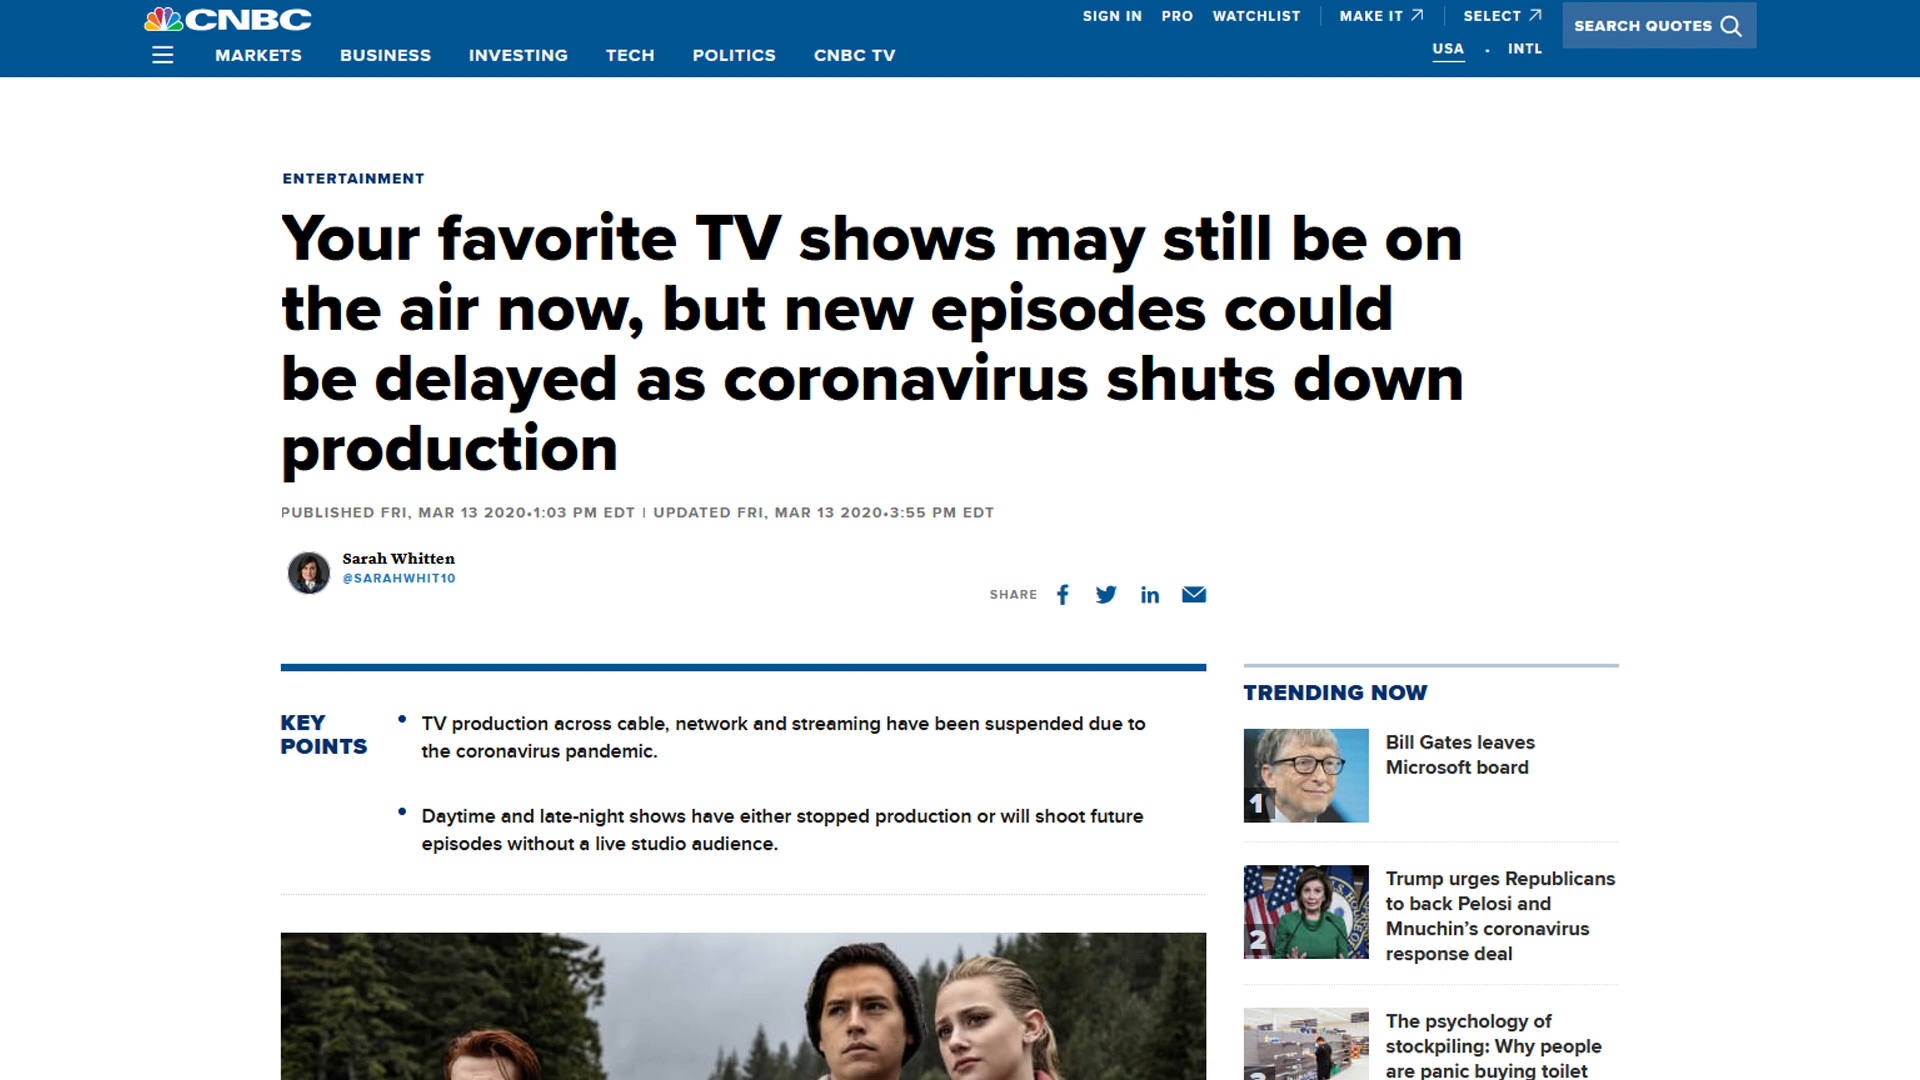 CNBC
SIGN IN PRO WATCHLIST MAKE IT SELECT SEARCH QUOTES
USA • INTL
MARKETS BUSINESS INVESTING TECH POLITICS CNBC TV
ENTERTAINMENT
Your favorite TV shows may still be on
the air now, but new episodes could
be delayed as coronavirus shuts down
production
PUBLISHED FRI, MAR 13 2020•1:03 PM EDT | UPDATED FRI, MAR 13 2020•3:55 PM EDT
Sarah Whitten
@SARAHWHIT10
SHARE
KEY
POINTS
• TV production across cable, network and streaming have been suspended due to
the coronavirus pandemic.
• Daytime and late-night shows have either stopped production or will shoot future
episodes without a live studio audience.
TRENDING NOW
1
Bill Gates leaves
Microsoft board
2
Trump urges Republicans
to back Pelosi and
Mnuchin’s coronavirus
response deal
The psychology of
stockpiling: Why people
are panic buying toilet